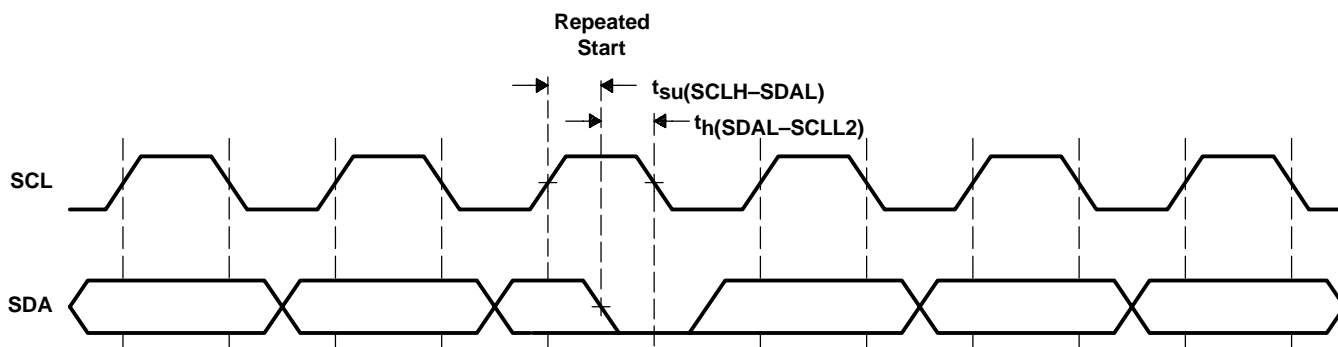 Repeated
Start
tsu(SCLH–SDAL)
th(SDAL–SCLL2)
SCL
SDA